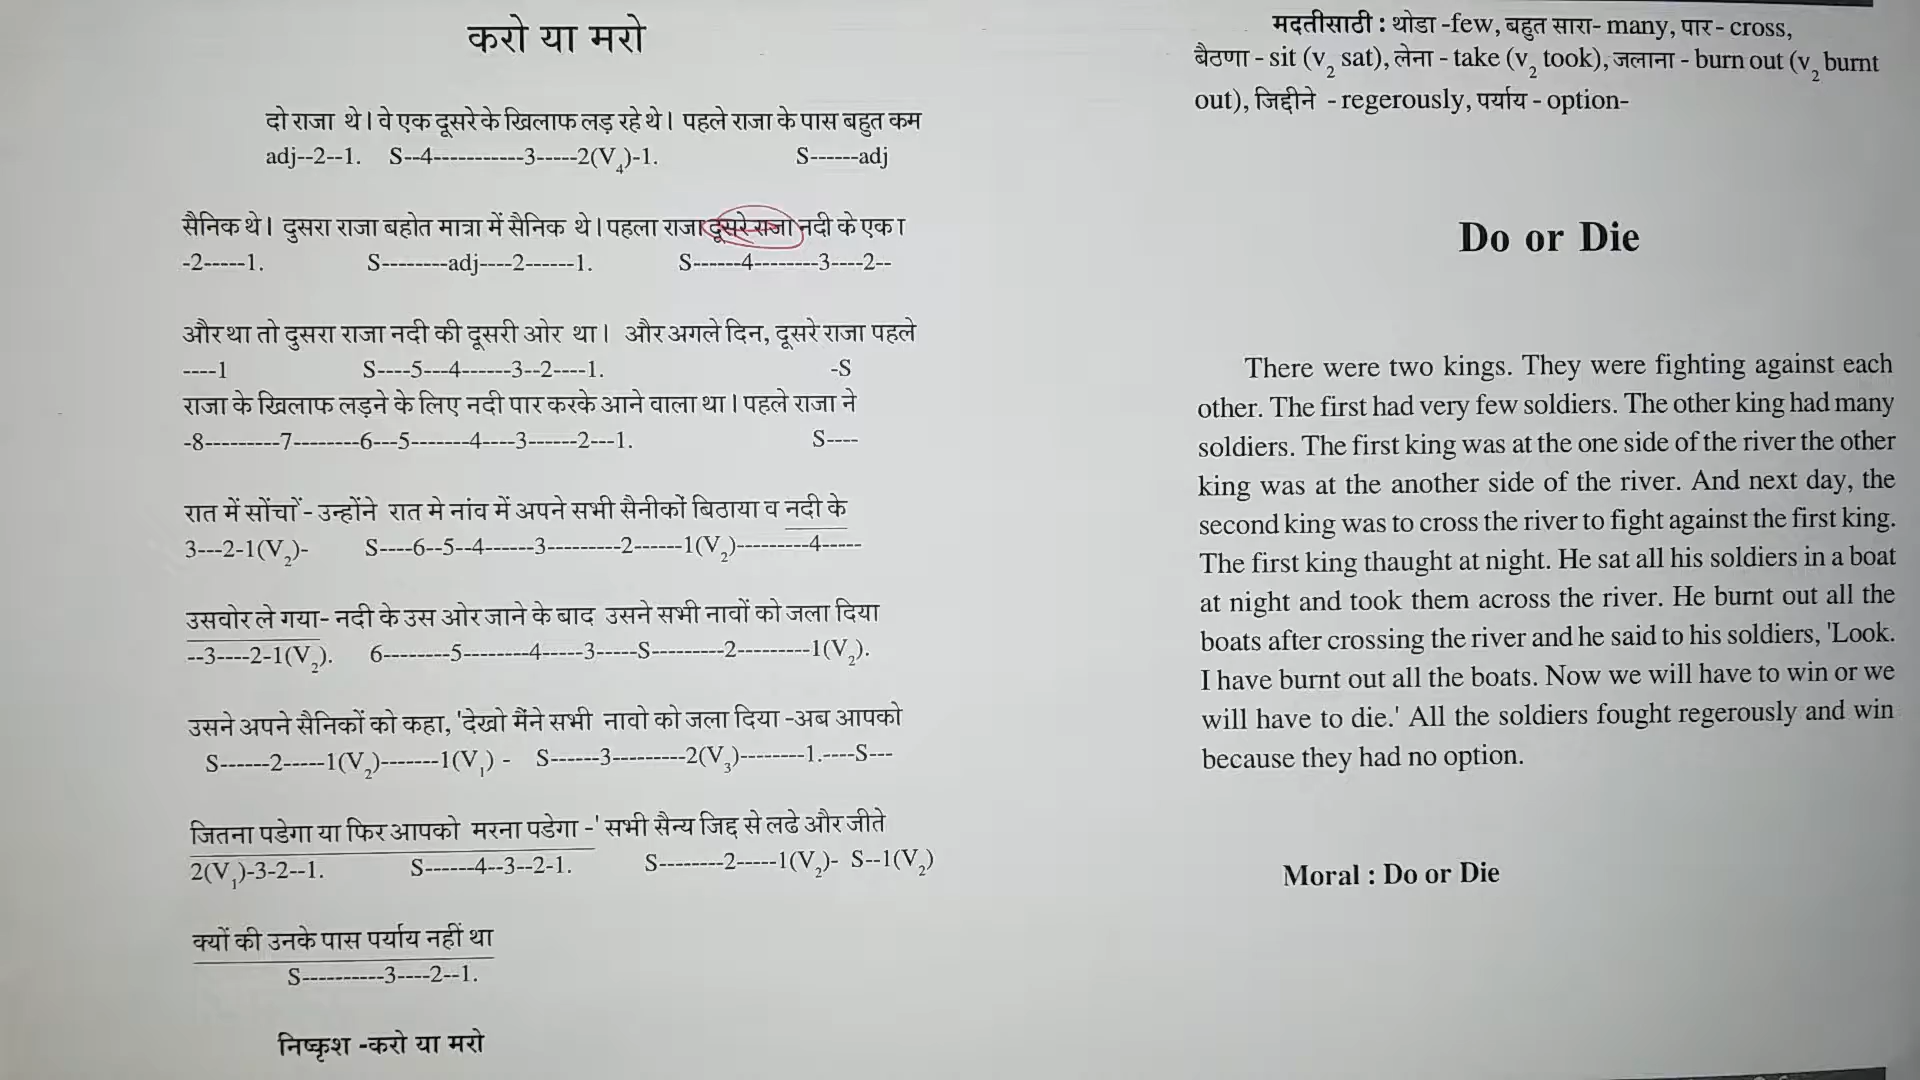 करो या मरो
दो राजा थे। वे एक दूसरे के खिलाफ लड़ रहे थे। पहले राजा के पास बहुत कम
adj--2--1. S--4-----------3-----2(V4)-1. S------adj
सैनिक थे। दुसरा राजा बहोत मात्रा में सैनिक थे। पहला राजा दूसरे राजा नदी के एक
-2-----1. S--------adj----2------1. S------4--------3----2--
और था तो दुसरा राजा नदी की दूसरी ओर था। और अगले दिन, दूसरे राजा पहले
----1 S----5---4------3--2----1. -S
राजा के खिलाफ लड़ने के लिए नदी पार करके आने वाला था। पहले राजा ने
-8---------7--------6---5-------4----3------2---1. S----
रात में सोंचों - उन्होंने रात मे नांव में अपने सभी सैनीकों बिठाया व नदी के
3---2-1(V2)- S----6--5--4------3---------2------1(V2)---------4-----
उसवोर ले गया- नदी के उस ओर जाने के बाद उसने सभी नावों को जला दिया
--3----2-1(V2). 6--------5--------4-----3-----S---------2---------1(V2).
उसने अपने सैनिकों को कहा, 'देखो मैंने सभी नावो को जला दिया -अब आपको
S------2-----1(V2)-------1(V1) - S------3---------2(V3)--------1.----S---
जितना पडेगा या फिर आपको मरना पडेगा -' सभी सैन्य जिद्द से लढे और जीते
2(V1)-3-2--1. S------4--3--2-1. S--------2-----1(V2)- S--1(V2)
क्यों की उनके पास पर्याय नहीं था
S----------3----2--1.
निष्कृश -करो या मरो
मदतीसाठी : थोडा -few, बहुत सारा- many, पार - cross,
बैठणा - sit (v2 sat), लेना - take (v2 took), जलाना - burn out (v2 burnt
out), जिद्दीने - regerously, पर्याय - option-
Do or Die
There were two kings. They were fighting against each
other. The first had very few soldiers. The other king had many
soldiers. The first king was at the one side of the river the other
king was at the another side of the river. And next day, the
second king was to cross the river to fight against the first king.
The first king thaught at night. He sat all his soldiers in a boat
at night and took them across the river. He burnt out all the
boats after crossing the river and he said to his soldiers, 'Look.
I have burnt out all the boats. Now we will have to win or we
will have to die.' All the soldiers fought regerously and win
because they had no option.
Moral : Do or Die